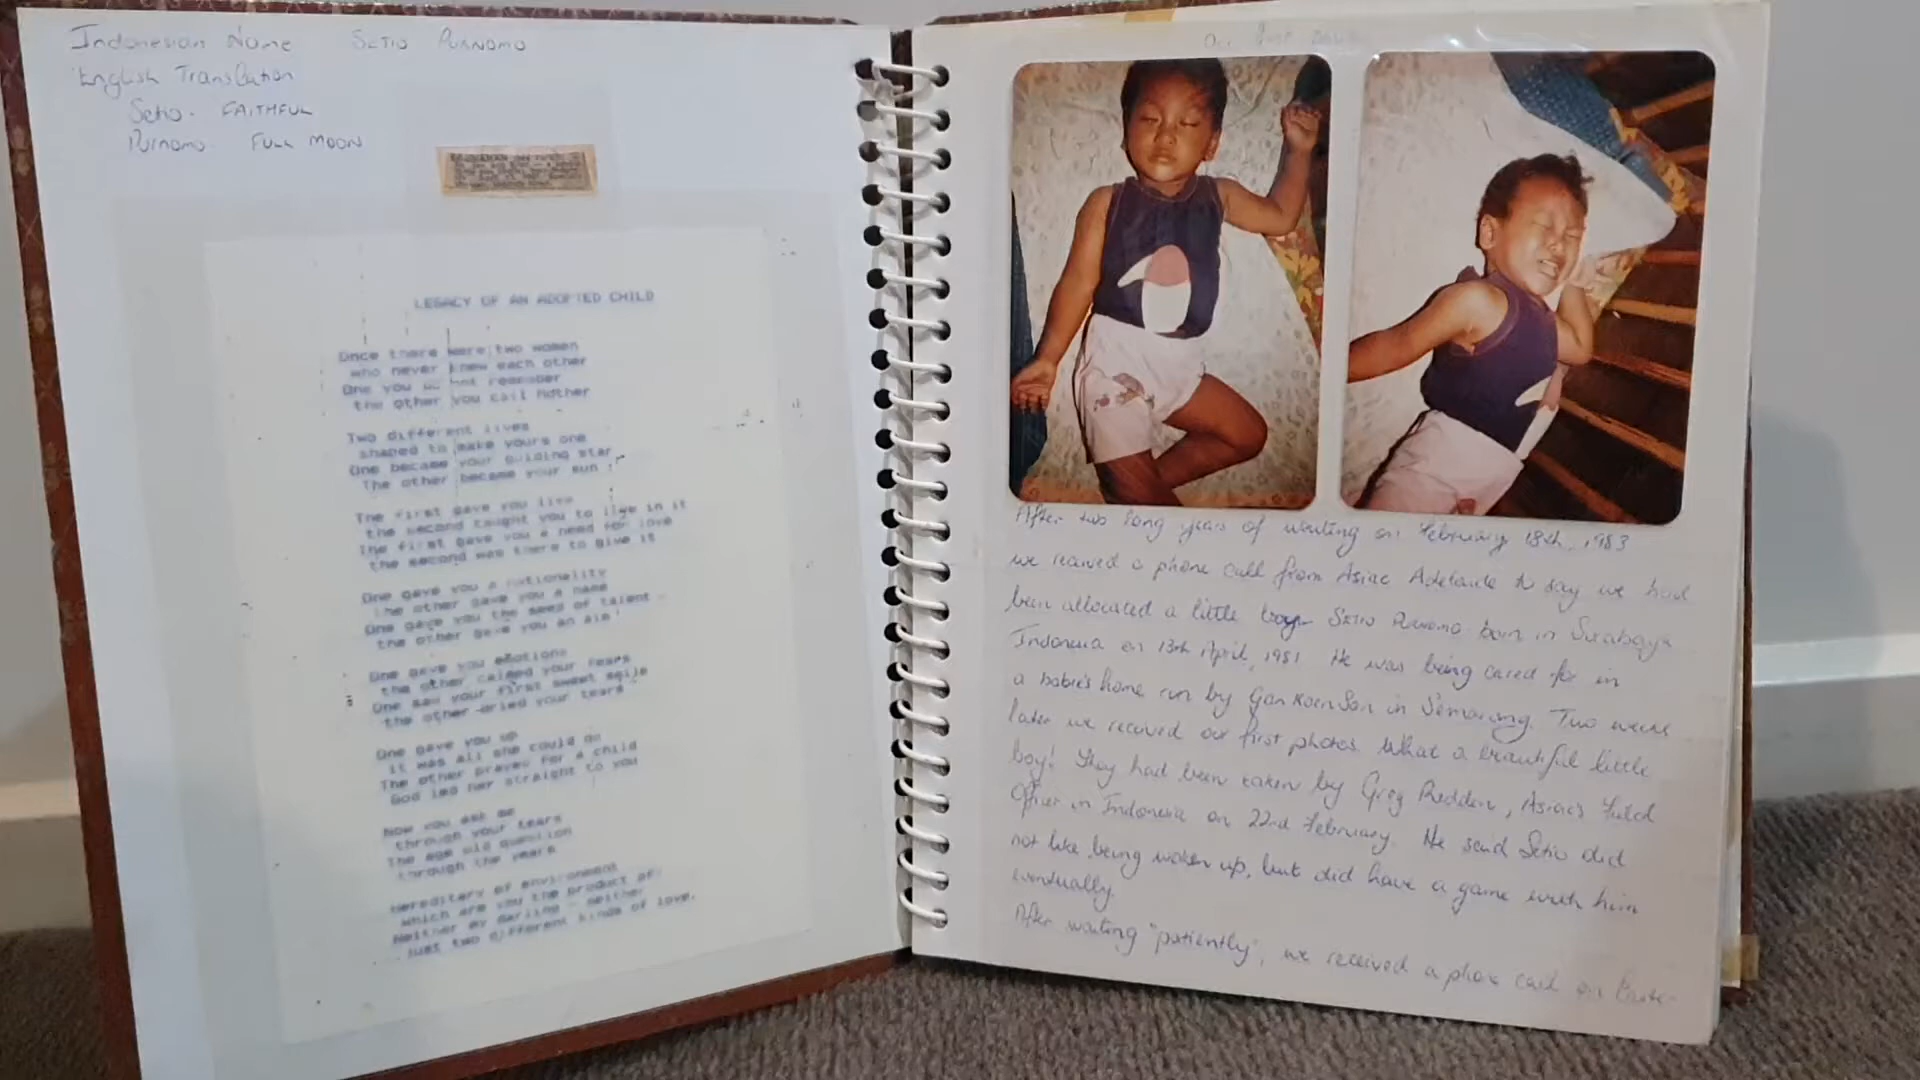 Indonesian Name SETIO PURNOMO
English Translation
Setio - FAITHFUL
Purnomo FULL MOON
LEGACY OF AN ADOPTED CHILD
Once there were two women
who never knew each other
One you do not remember
the other you call Mother
Two different lives
shaped to make yours one
One became your guiding star
The other became your sun
The first gave you live
the second taught you to live in it
The first gave you a need for love
the second was there to give it
One gave you a nationality
The other gave you a name
One gave you the seed of talent
the other gave you an aim
One gave you emotions
the other calmed your fears
One saw your first sweet smile
the other dried your tears
One gave you up
it was all she could do
The other prayed for a child
God led her straight to you
Now you ask me
through your tears
The age old question
through the years
Hereditary of environment
which are you the product of:
Neither my darling - neither
just two different kinds of love.
Our first
After two long years of waiting on February 18th, 1983
we received a phone call from Asiac Adelaide to say we had
been allocated a little boy Setio Purnomo born in Surabaya
Indonesia on 13th April, 1981. He was being cared for in
a babie's home run by Gan Koen Son in Semarang. Two weeks
later we received our first photos. What a beautiful little
boy! They had been taken by Greg Redden, Asiac's Field
Officer in Indonesia on 22nd February. He said Setio did
not like being woken up, but did have a game with him
eventually.
After waiting "patiently", we received a phone call on